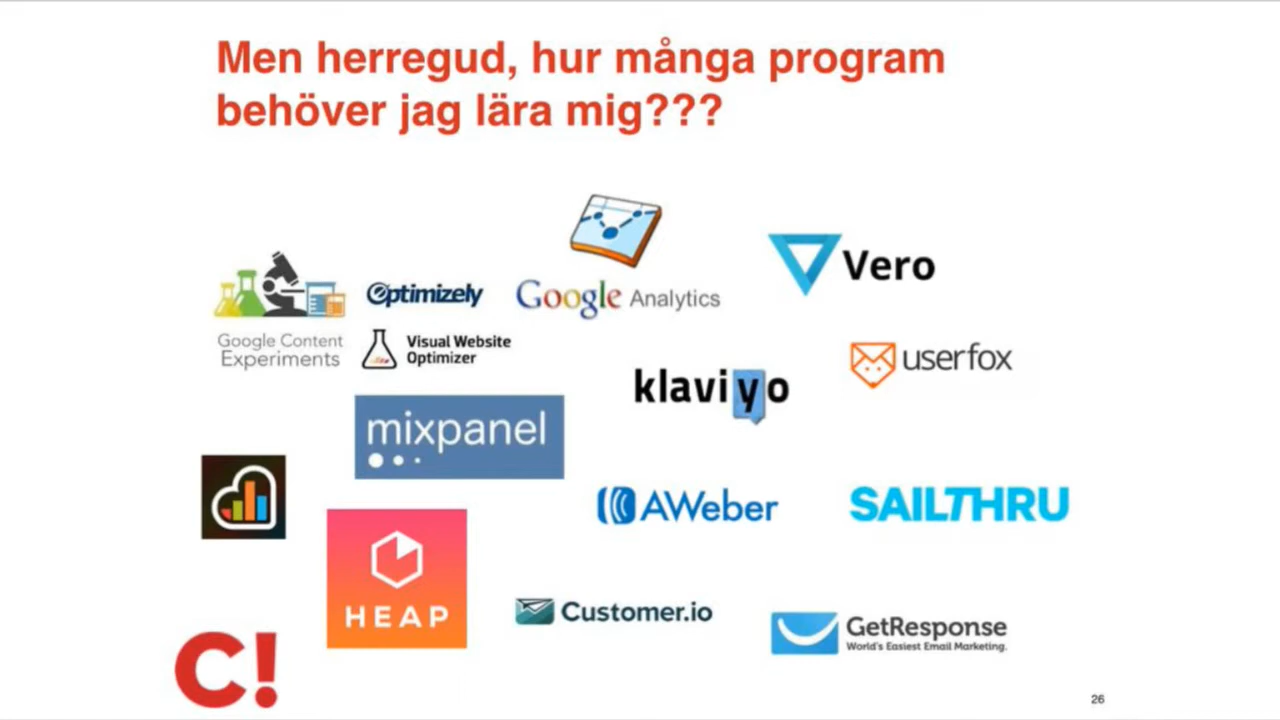 Men herregud, hur många program
behöver jag lära mig???
Vero
Optimizely
Google Analytics
Google Content
Experiments
Visual Website
Optimizer
userfox
klaviyo
mixpanel
AWeber
SAILTHRU
HEAP
Customer.io
GetResponse
World's Easiest Email Marketing.
C!
26